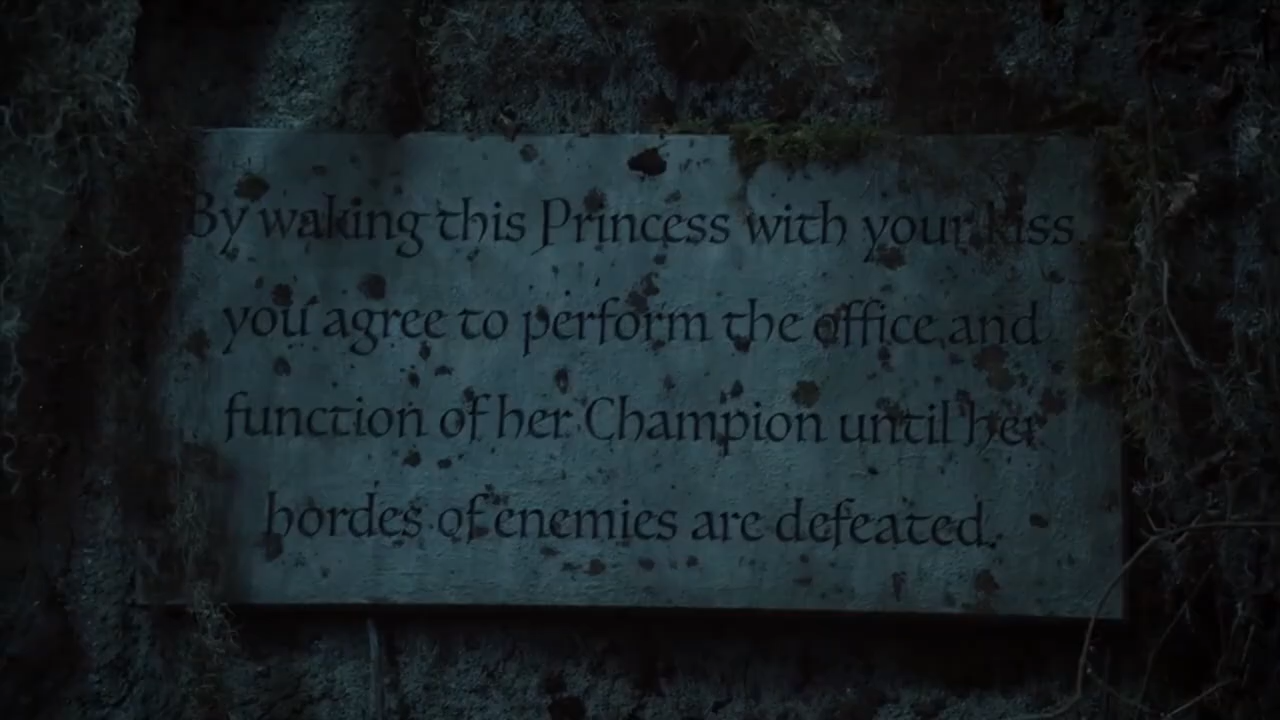 By waking this Princess with your kiss
you agree to perform the office and
function of her Champion until her
hordes of enemies are defeated.